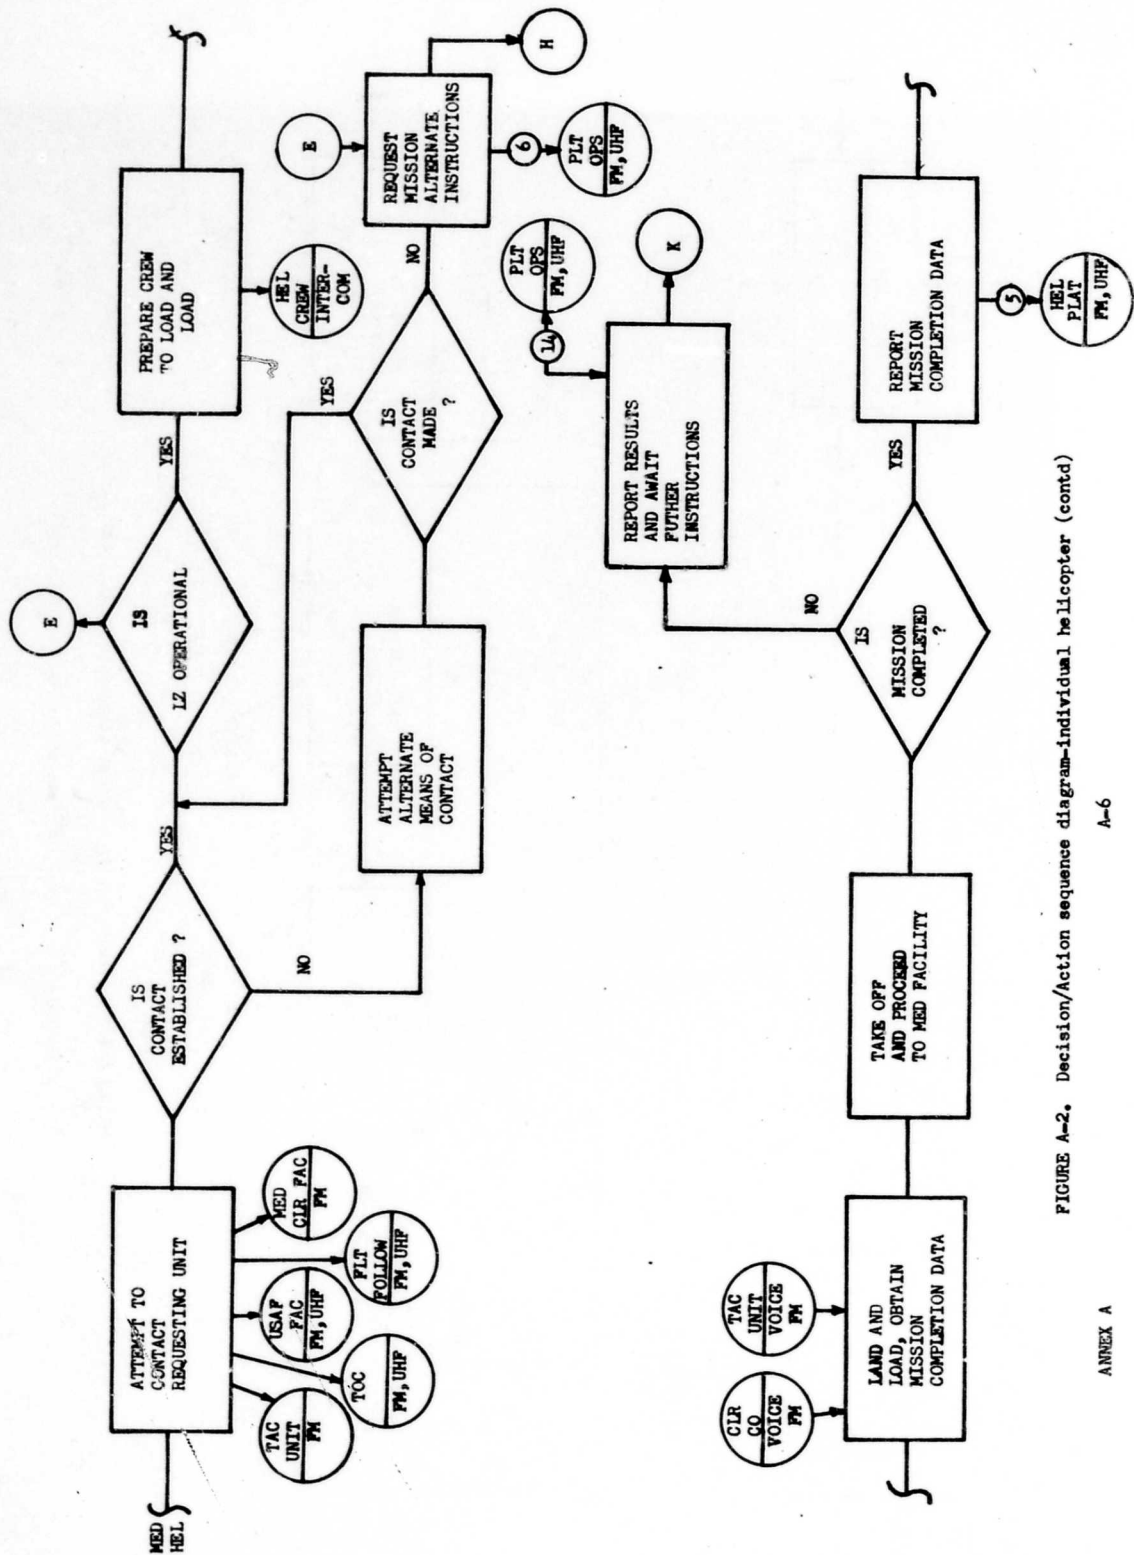 MED
HEL
ATTEMPT TO
CONTACT
REQUESTING UNIT
TAC
UNIT
FM
TOC
FM, UHF
USAF
FAC
FM, UHF
FLT
FOLLOW
FM, UHF
MED
CLR FAC
FM
IS
CONTACT
ESTABLISHED ?
YES
NO
ATTEMPT
ALTERNATE
MEANS OF
CONTACT
IS
LZ OPERATIONAL
E
YES
PREPARE CREW
TO LOAD AND
LOAD
HEL
CREW
INTER-
COM
IS
CONTACT
MADE ?
YES
NO
E
REQUEST
MISSION
ALTERNATE
INSTRUCTIONS
H
6
PLT
OPS
FM, UHF
CLR
CO
VOICE
FM
TAC
UNIT
VOICE
FM
LAND AND
LOAD, OBTAIN
MISSION
COMPLETION DATA
TAKE OFF
AND PROCEED
TO MED FACILITY
IS
MISSION
COMPLETED ?
NO
YES
REPORT RESULTS
AND AWAIT
FUTHER
INSTRUCTIONS
14
PLT
OPS
FM, UHF
K
REPORT
MISSION
COMPLETION DATA
5
HEL
PLAT
FM, UHF
FIGURE A-2. Decision/Action sequence diagram-individual helicopter (contd)
ANNEX A
A-6